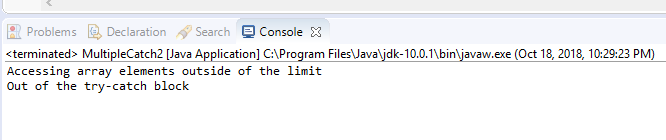 Problems Declaration Search Console
<terminated> MultipleCatch2 [Java Application] C:\Program Files\Java\jdk-10.0.1\bin\javaw.exe (Oct 18, 2018, 10:29:23 PM)
Accessing array elements outside of the limit
Out of the try-catch block